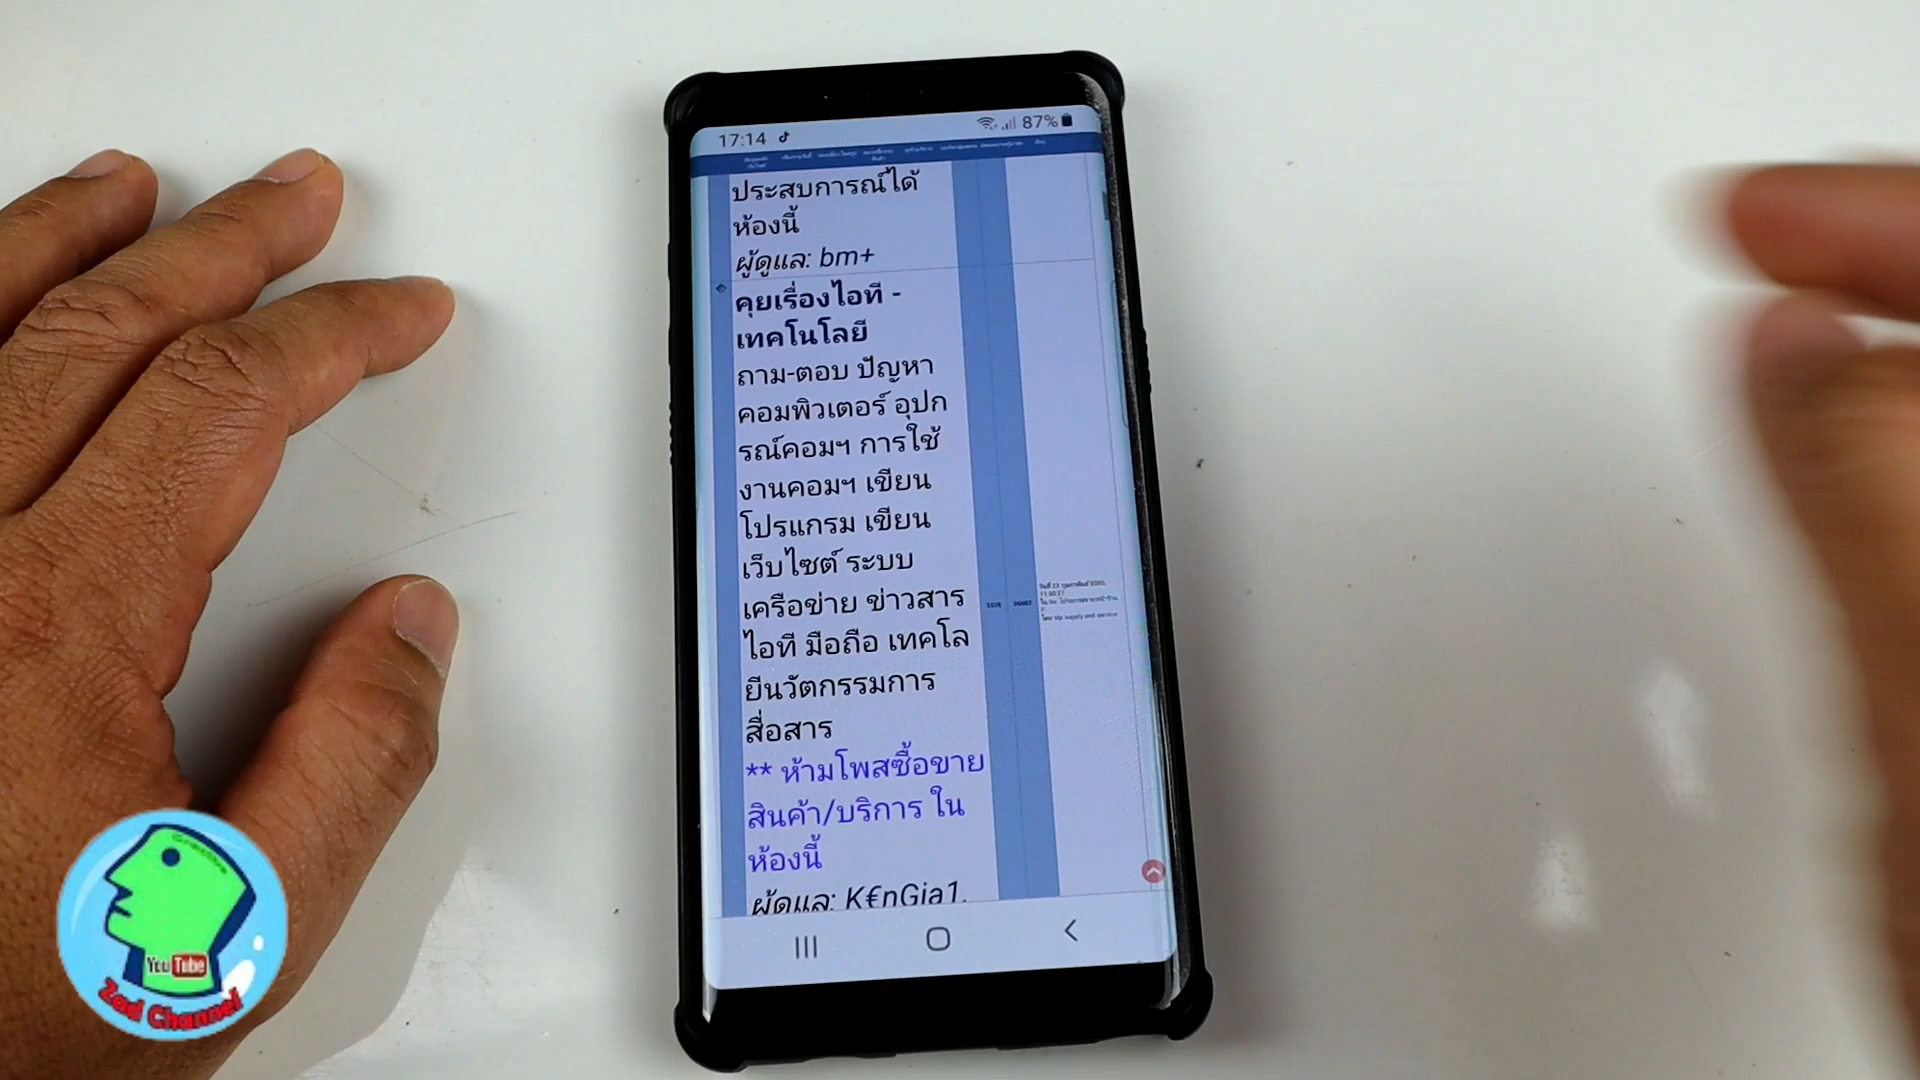 17:14
87%
ประสบการณ์ได้
ห้องนี้
ผู้ดูแล: bm+
คุยเรื่องไอที -
เทคโนโลยี
ถาม-ตอบ ปัญหา
คอมพิวเตอร์ อุปก
รณ์คอมฯ การใช้
งานคอมฯ เขียน
โปรแกรม เขียน
เว็บไซต์ ระบบ
เครือข่าย ข่าวสาร
ไอที มือถือ เทคโล
ยีนวัตกรรมการ
สื่อสาร
** ห้ามโพสซื้อขาย
สินค้า/บริการ ใน
ห้องนี้
ผู้ดูแล: K€nGja1,
You Tube
Zad Channel